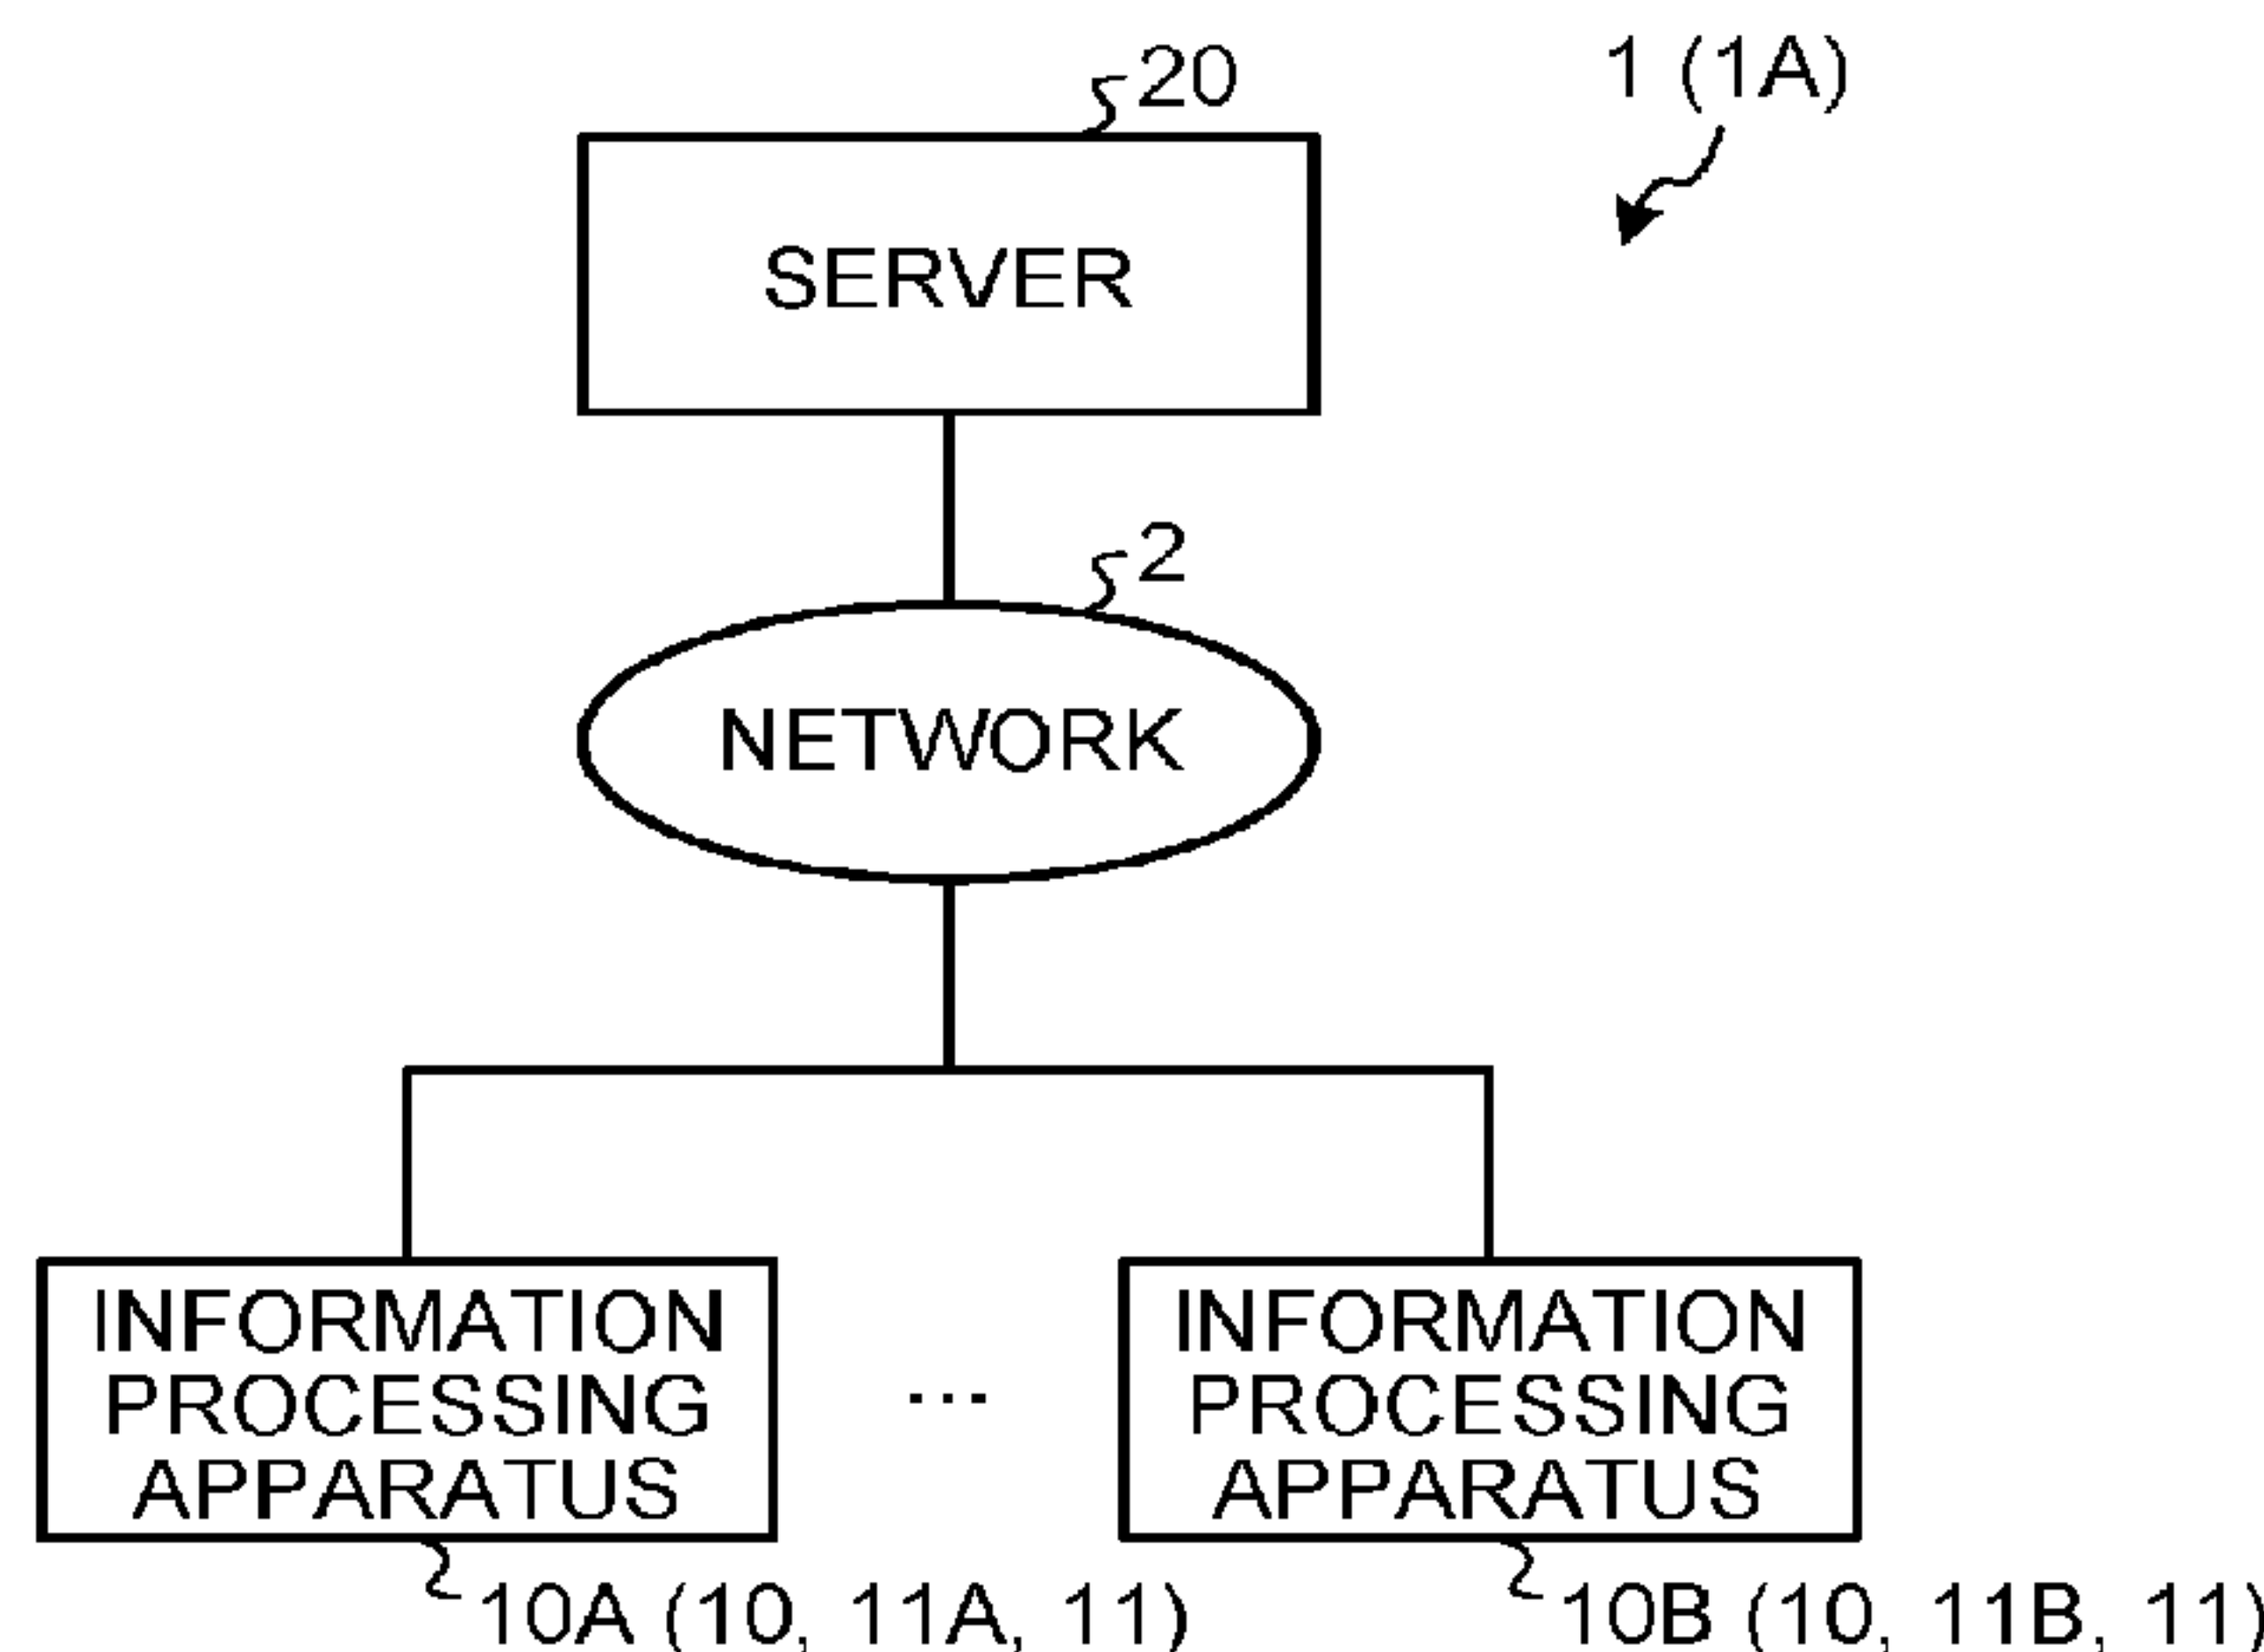 20
1 (1A)
SERVER
2
NETWORK
INFORMATION
PROCESSING
APPARATUS
...
INFORMATION
PROCESSING
APPARATUS
10A (10, 11A, 11)
10B (10, 11B, 11)